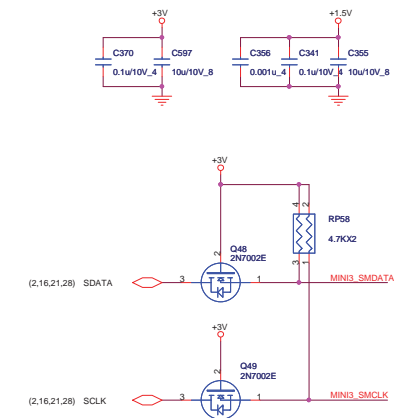 +3V
+1.5V
C370
C597
C356
C341
C355
0.1u/10V_4
10u/10V_8
0.001u_4
0.1u/10V_4
10u/10V_8
+3V
4
2
RP58
4.7KX2
3
1
Q48
2N7002E
2
(2,16,21,28) SDATA
3
1
MINI3_SMDATA
+3V
Q49
2N7002E
2
(2,16,21,28) SCLK
3
1
MINI3_SMCLK